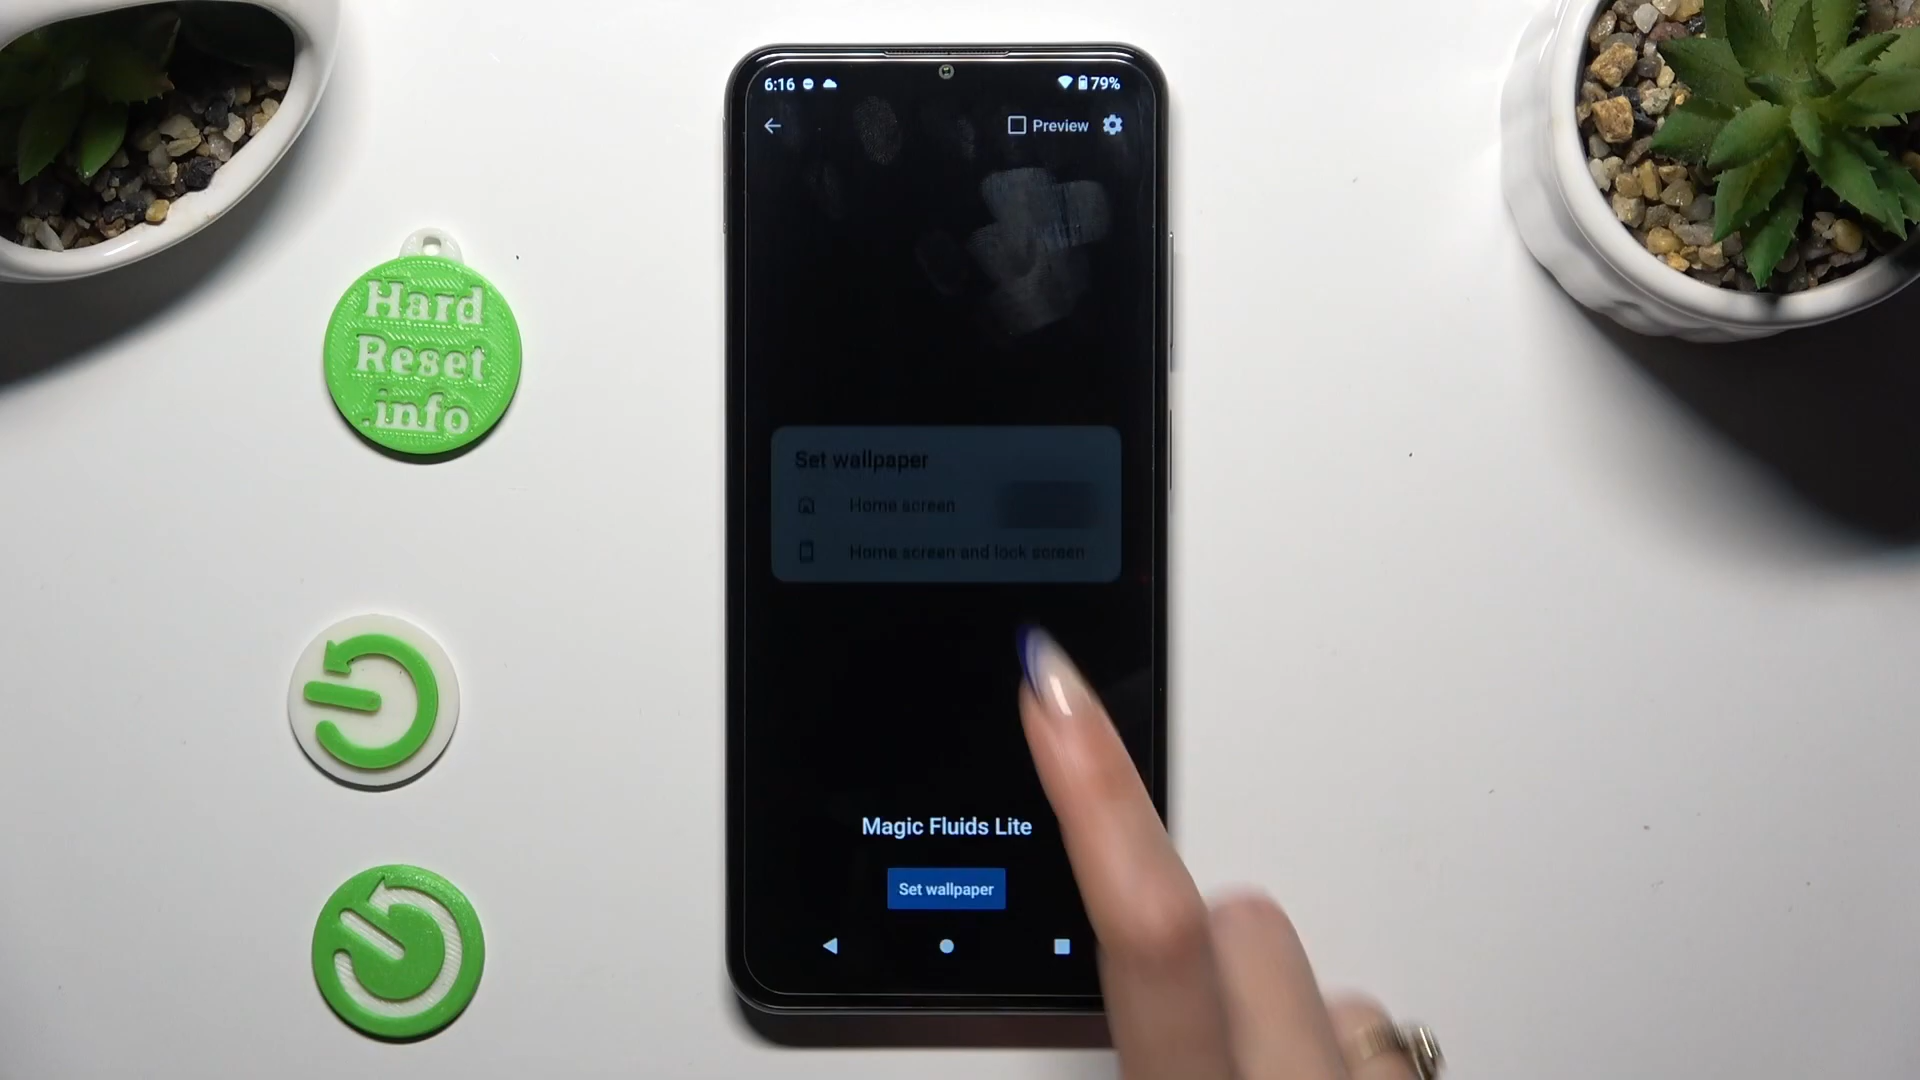 Hard
Reset
.info
6:16
79%
Preview
Set wallpaper
Home screen
Home screen and lock screen
Magic Fluids Lite
Set wallpaper